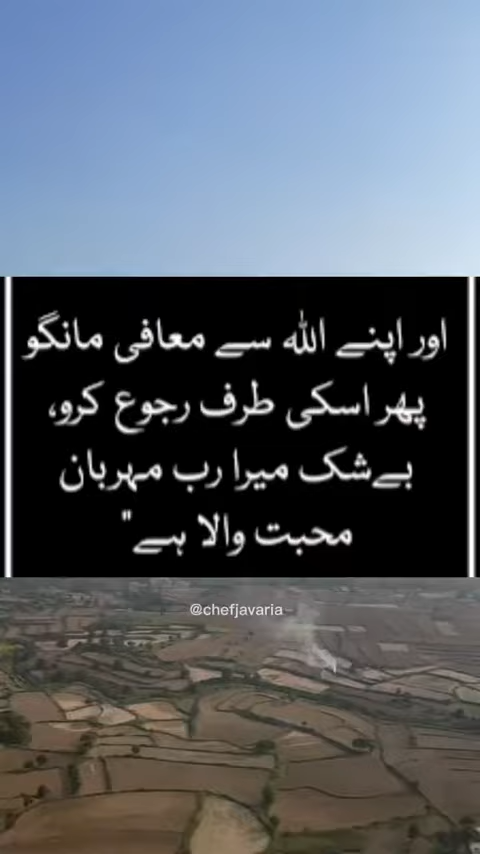 اور اپنے اللہ سے معافی مانگو
پھر اسکی طرف رجوع کرو،
بےشک میرا رب مہربان
محبت والا ہے"
@chefjavaria